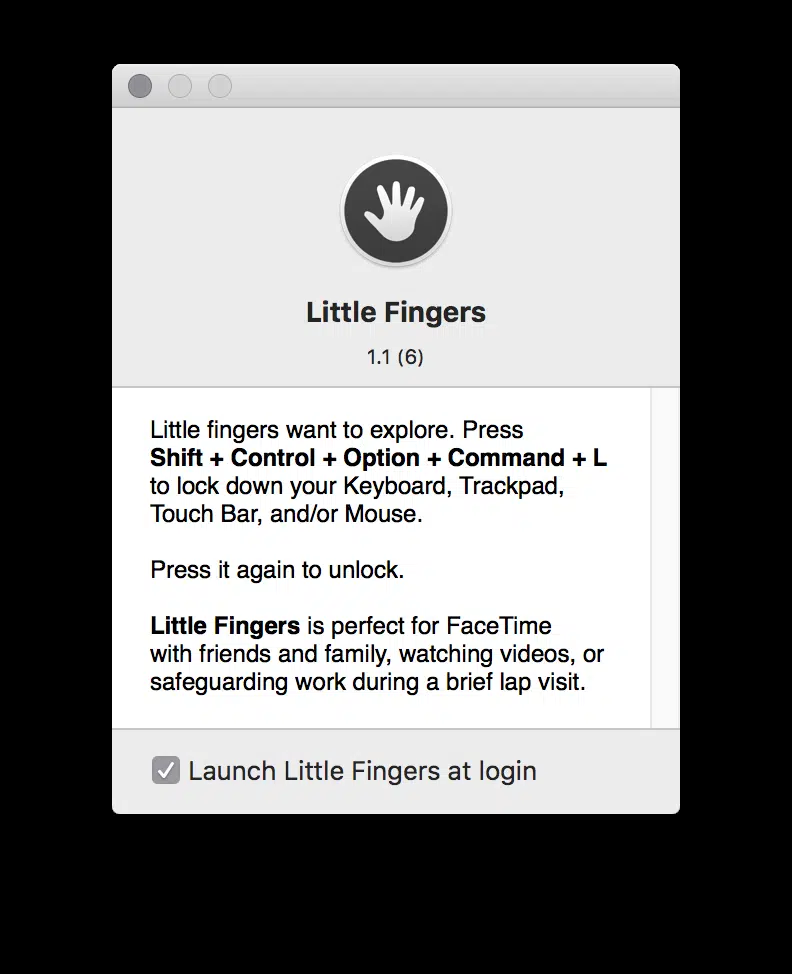 Little Fingers
1.1 (6)
Little fingers want to explore. Press
Shift + Control + Option + Command + L
to lock down your Keyboard, Trackpad,
Touch Bar, and/or Mouse.
Press it again to unlock.
Little Fingers is perfect for FaceTime
with friends and family, watching videos, or
safeguarding work during a brief lap visit.
Launch Little Fingers at login